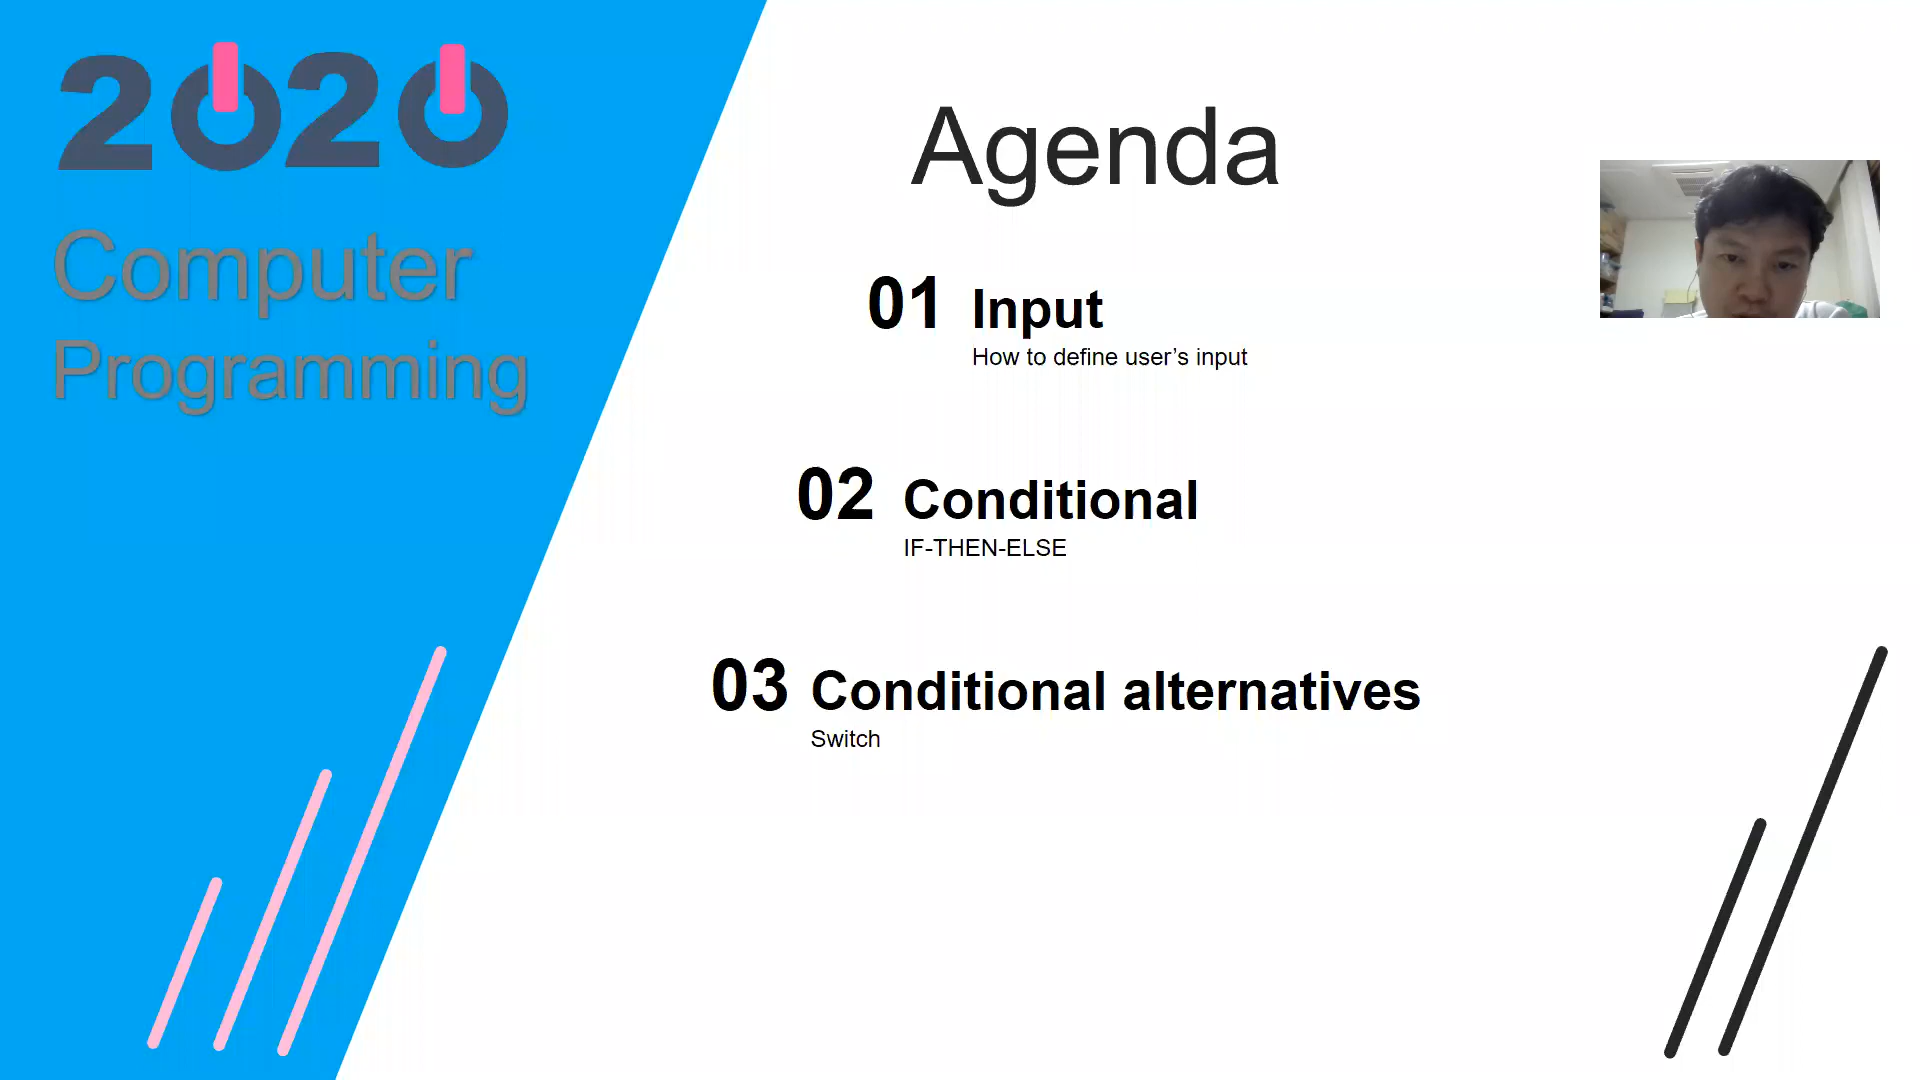 2020
Computer
Programming
Agenda
01 Input
How to define user’s input
02 Conditional
IF-THEN-ELSE
03 Conditional alternatives
Switch